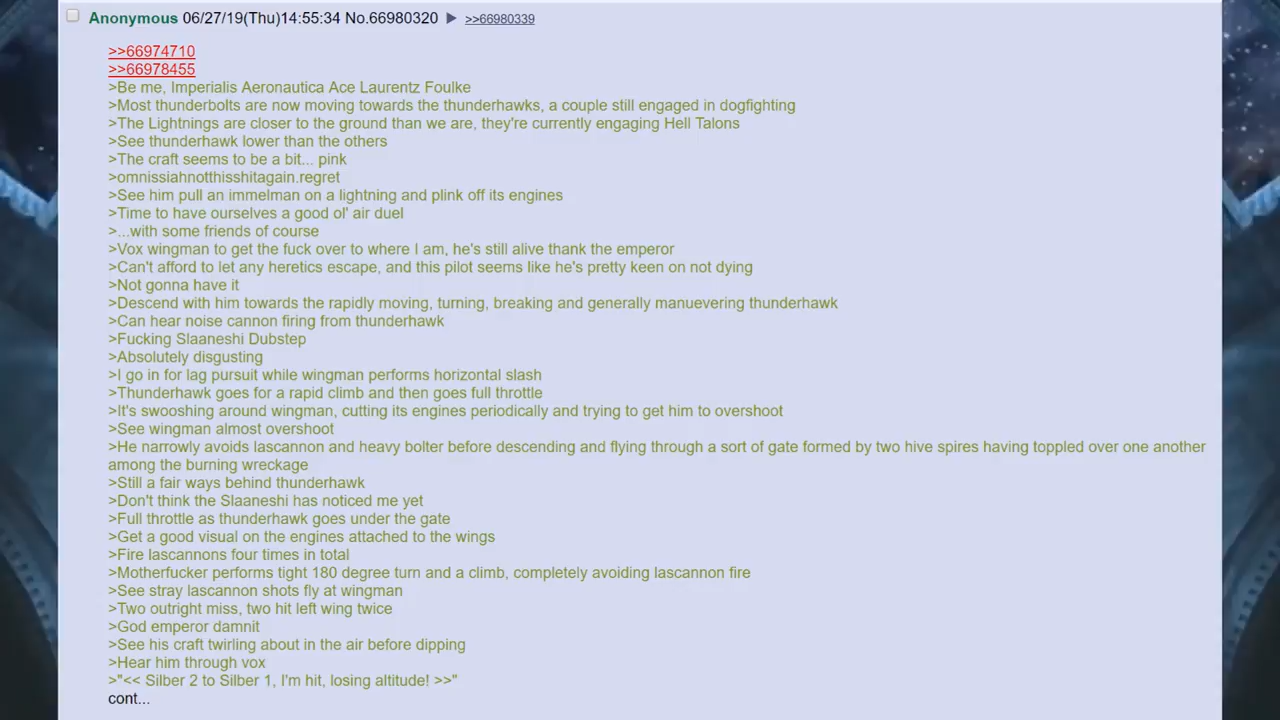 Anonymous 06/27/19(Thu)14:55:34 No.66980320 ▶ >>66980339
>>66974710
>>66978455
>Be me, Imperialis Aeronautica Ace Laurentz Foulke
>Most thunderbolts are now moving towards the thunderhawks, a couple still engaged in dogfighting
>The Lightnings are closer to the ground than we are, they're currently engaging Hell Talons
>See thunderhawk lower than the others
>The craft seems to be a bit... pink
>omnissiahnotthisshitagain.regret
>See him pull an immelman on a lightning and plink off its engines
>Time to have ourselves a good ol' air duel
>...with some friends of course
>Vox wingman to get the fuck over to where I am, he's still alive thank the emperor
>Can't afford to let any heretics escape, and this pilot seems like he's pretty keen on not dying
>Not gonna have it
>Descend with him towards the rapidly moving, turning, breaking and generally manuevering thunderhawk
>Can hear noise cannon firing from thunderhawk
>Fucking Slaaneshi Dubstep
>Absolutely disgusting
>I go in for lag pursuit while wingman performs horizontal slash
>Thunderhawk goes for a rapid climb and then goes full throttle
>It's swooshing around wingman, cutting its engines periodically and trying to get him to overshoot
>See wingman almost overshoot
>He narrowly avoids lascannon and heavy bolter before descending and flying through a sort of gate formed by two hive spires having toppled over one another
among the burning wreckage
>Still a fair ways behind thunderhawk
>Don't think the Slaaneshi has noticed me yet
>Full throttle as thunderhawk goes under the gate
>Get a good visual on the engines attached to the wings
>Fire lascannons four times in total
>Motherfucker performs tight 180 degree turn and a climb, completely avoiding lascannon fire
>See stray lascannon shots fly at wingman
>Two outright miss, two hit left wing twice
>God emperor damnit
>See his craft twirling about in the air before dipping
>Hear him through vox
>"<< Silber 2 to Silber 1, I'm hit, losing altitude! >>"
cont...